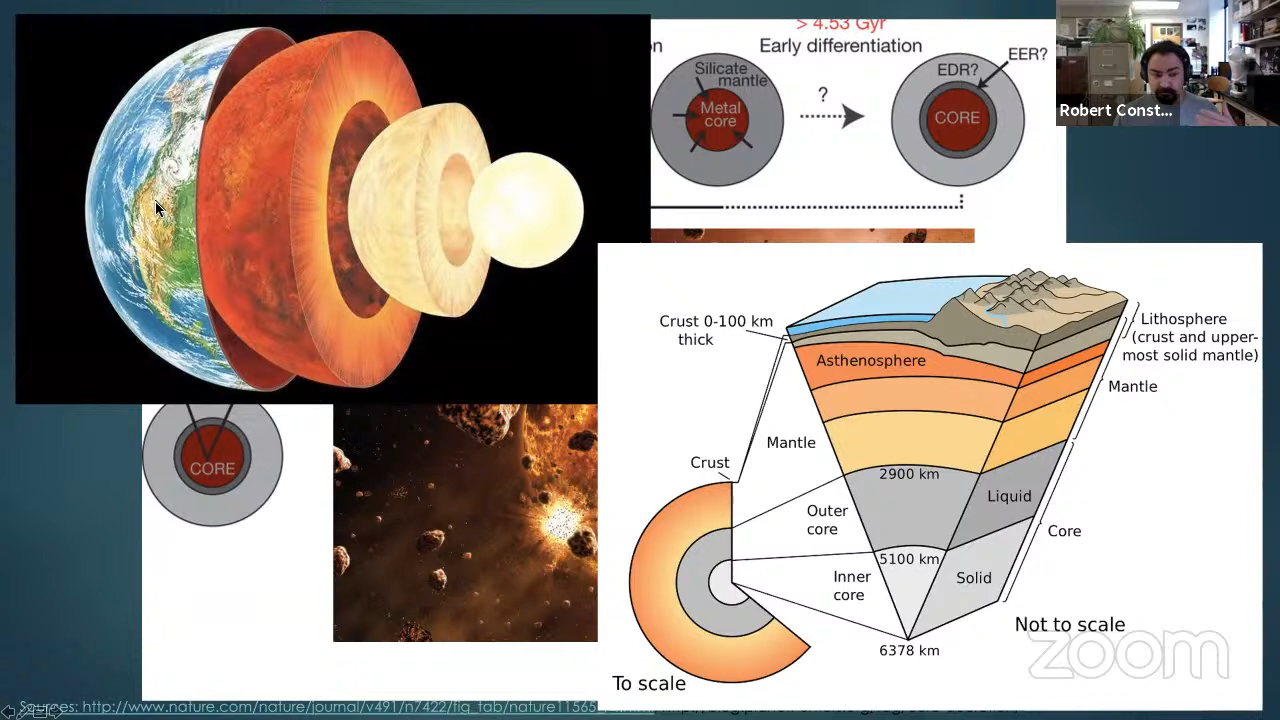 > 4.53 Gyr
on
Early differentiation
EER?
Silicate
mantle
EDR?
?
Metal
core
CORE
Robert Const...
Crust 0-100 km
thick
Lithosphere
(crust and upper-
most solid mantle)
Asthenosphere
Mantle
Mantle
Crust
CORE
2900 km
Liquid
Outer
core
Core
5100 km
Inner
core
Solid
Not to scale
6378 km
To scale
zoom
Sources: http://www.nature.com/nature/journal/v491/n7422/fig_tab/nature11565